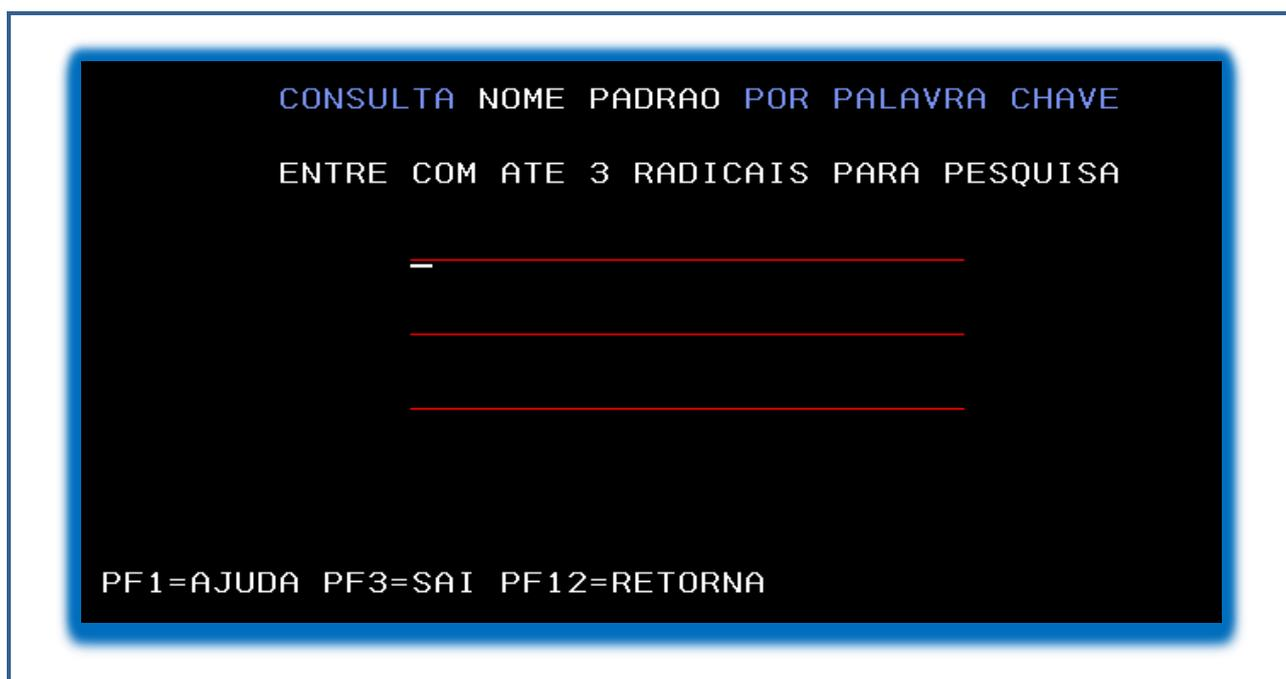 CONSULTA NOME PADRAO POR PALAVRA CHAVE
ENTRE COM ATE 3 RADICAIS PARA PESQUISA
PF1=AJUDA PF3=SAI PF12=RETORNA